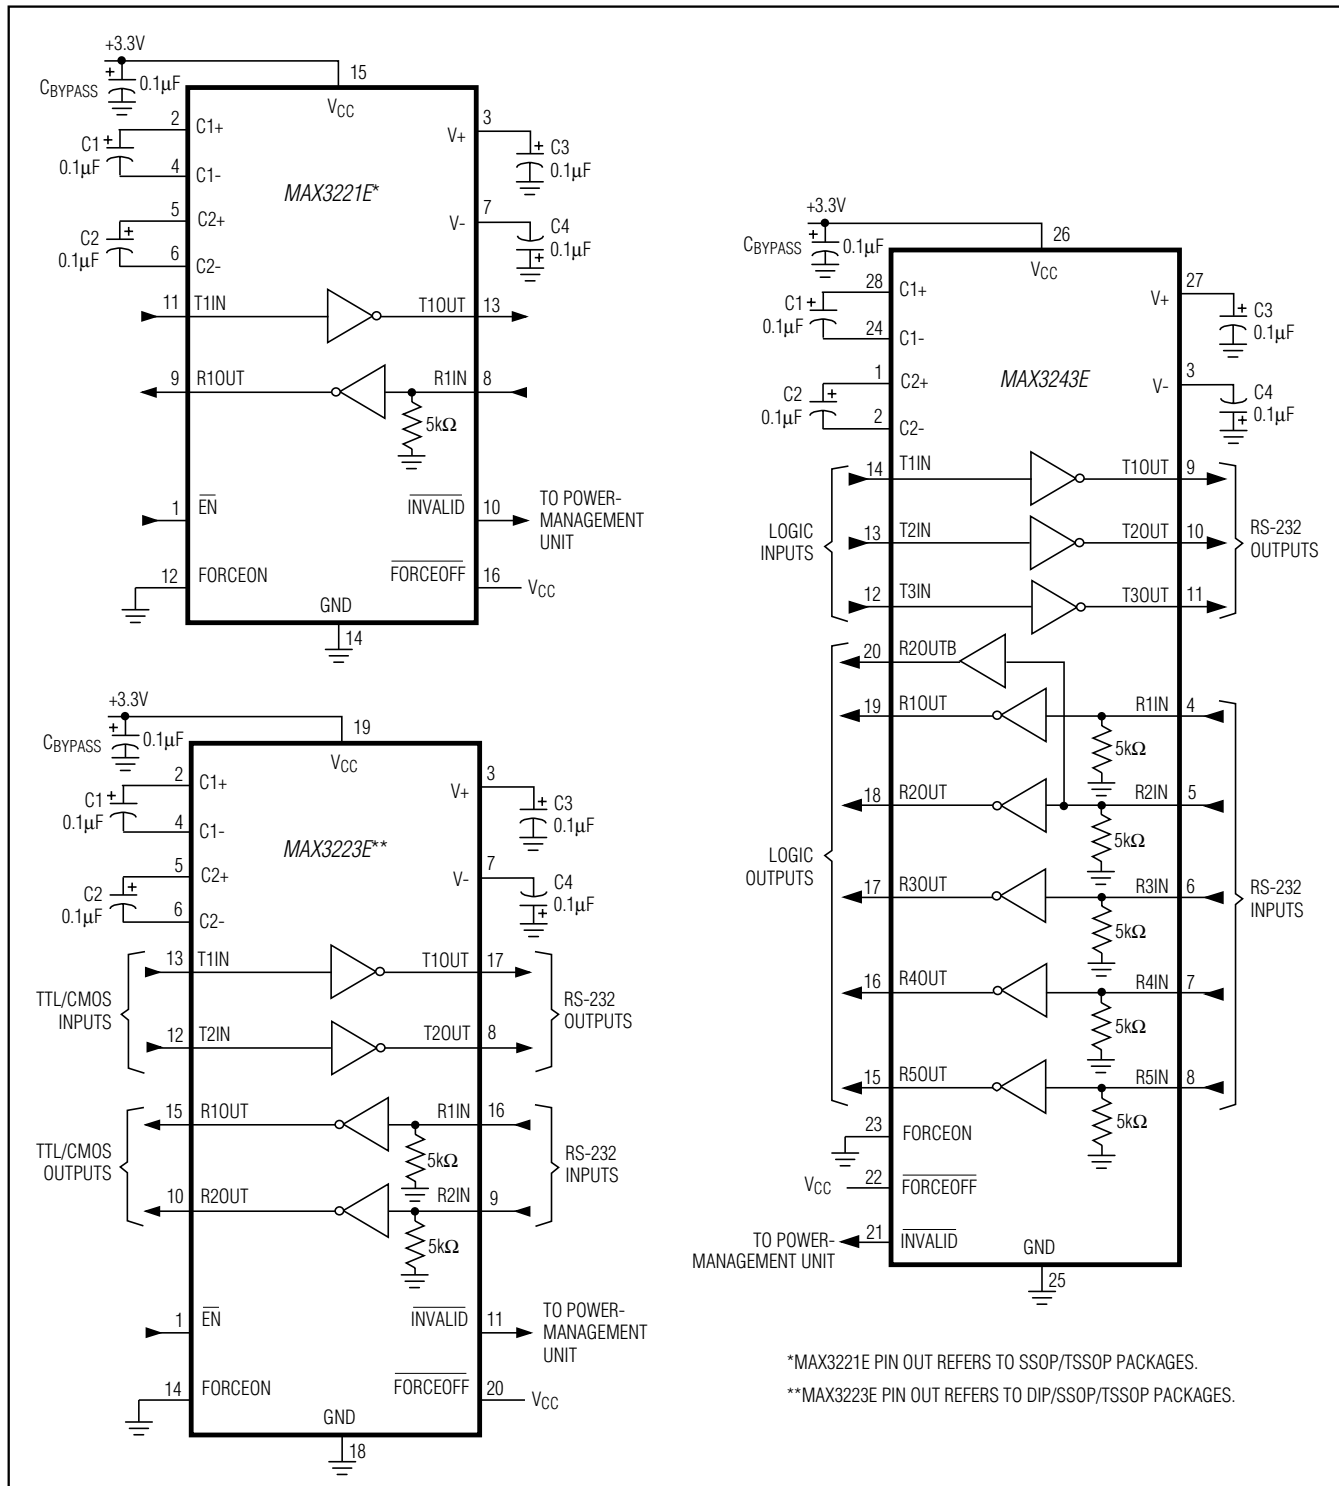 +3.3V
CBYPASS
+
0.1µF
15
VCC
2
C1+
C1
+
0.1µF
4
C1-
5
C2+
C2
+
0.1µF
6
C2-
MAX3221E*
3
V+
+
C3
0.1µF
7
V-
C4
0.1µF
+
11
T1IN
T1OUT
13
9
R1OUT
R1IN
8
5kΩ
1
EN
INVALID
10
TO POWER-
MANAGEMENT
UNIT
12
FORCEON
FORCEOFF
16
VCC
GND
14
+3.3V
CBYPASS
+
0.1µF
19
VCC
2
C1+
C1
+
0.1µF
4
C1-
5
C2+
C2
+
0.1µF
6
C2-
MAX3223E**
3
V+
+
C3
0.1µF
7
V-
C4
0.1µF
+
TTL/CMOS
INPUTS
13
T1IN
T1OUT
17
12
T2IN
T2OUT
8
RS-232
OUTPUTS
TTL/CMOS
OUTPUTS
15
R1OUT
R1IN
16
5kΩ
10
R2OUT
R2IN
9
5kΩ
RS-232
INPUTS
1
EN
INVALID
11
TO POWER-
MANAGEMENT
UNIT
14
FORCEON
FORCEOFF
20
VCC
GND
18
+3.3V
CBYPASS
+
0.1µF
26
VCC
28
C1+
C1
+
0.1µF
24
C1-
1
C2+
C2
+
0.1µF
2
C2-
MAX3243E
27
V+
+
C3
0.1µF
3
V-
C4
0.1µF
+
LOGIC
INPUTS
14
T1IN
T1OUT
9
13
T2IN
T2OUT
10
12
T3IN
T3OUT
11
RS-232
OUTPUTS
LOGIC
OUTPUTS
20
R2OUTB
19
R1OUT
R1IN
4
5kΩ
18
R2OUT
R2IN
5
5kΩ
17
R3OUT
R3IN
6
5kΩ
16
R4OUT
R4IN
7
5kΩ
15
R5OUT
R5IN
8
5kΩ
RS-232
INPUTS
23
FORCEON
VCC
22
FORCEOFF
TO POWER-
MANAGEMENT UNIT
21
INVALID
GND
25
*MAX3221E PIN OUT REFERS TO SSOP/TSSOP PACKAGES.
**MAX3223E PIN OUT REFERS TO DIP/SSOP/TSSOP PACKAGES.